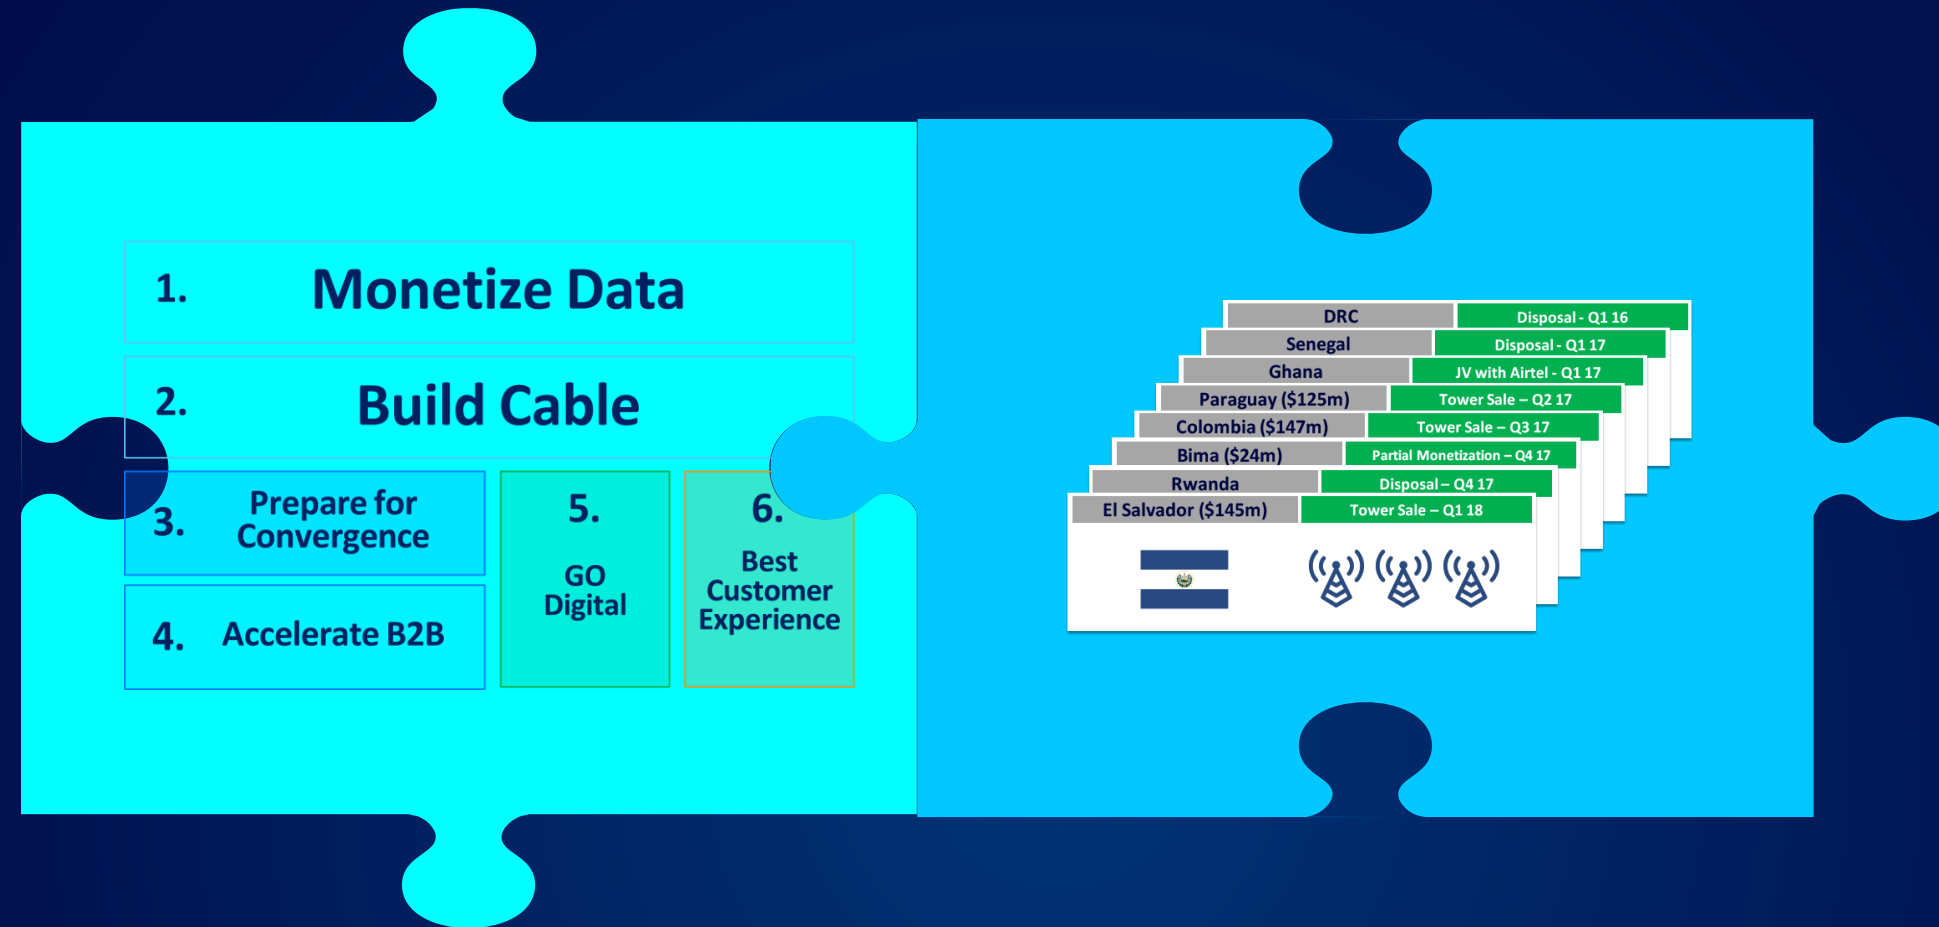 1. Monetize Data
2. Build Cable
3. Prepare for
Convergence
4. Accelerate B2B
5.
GO
Digital
6.
Best
Customer
Experience
DRC Disposal - Q1 16
Senegal Disposal - Q1 17
Ghana JV with Airtel - Q1 17
Paraguay ($125m) Tower Sale – Q2 17
Colombia ($147m) Tower Sale – Q3 17
Bima ($24m) Partial Monetization – Q4 17
Rwanda Disposal – Q4 17
El Salvador ($145m) Tower Sale – Q1 18